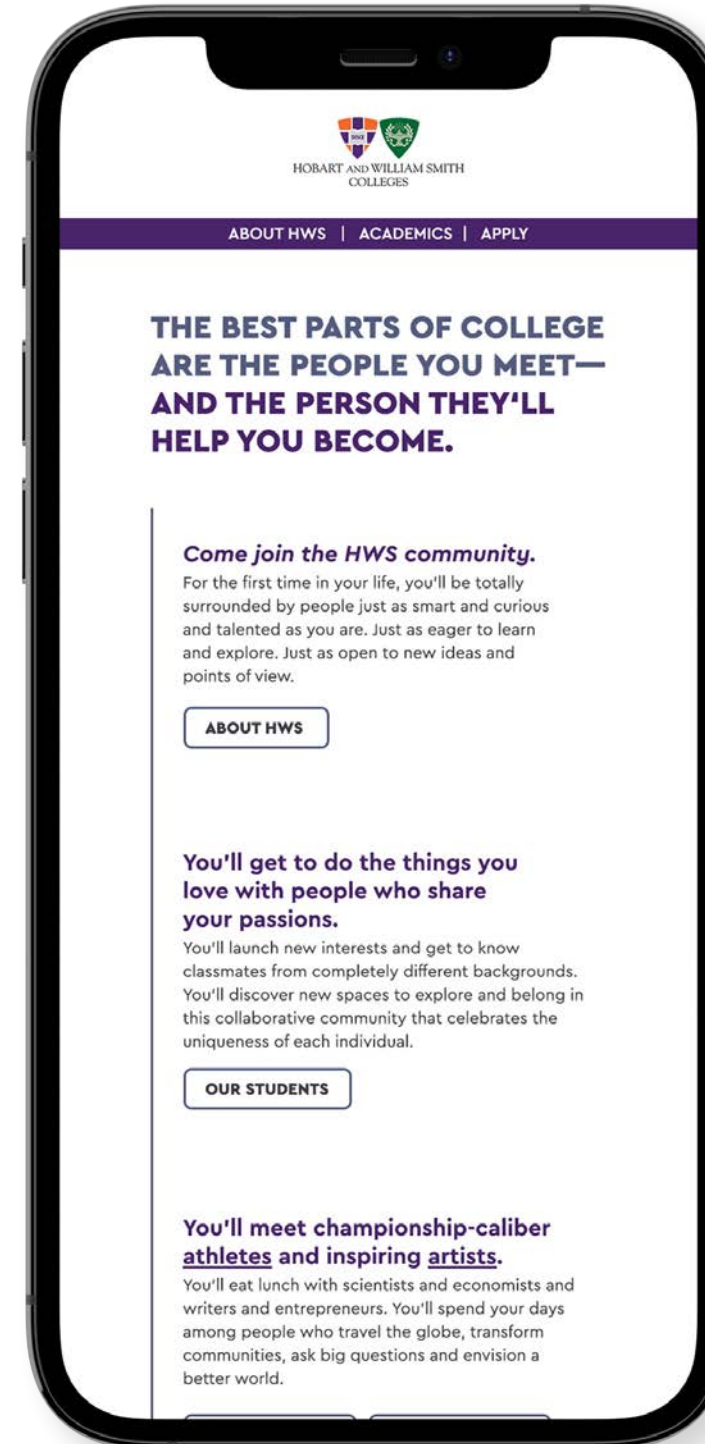 HOBART AND WILLIAM SMITH
COLLEGES
ABOUT HWS | ACADEMICS | APPLY
THE BEST PARTS OF COLLEGE
ARE THE PEOPLE YOU MEET—
AND THE PERSON THEY‘LL
HELP YOU BECOME.
Come join the HWS community.
For the first time in your life, you'll be totally
surrounded by people just as smart and curious
and talented as you are. Just as eager to learn
and explore. Just as open to new ideas and
points of view.
ABOUT HWS
You'll get to do the things you
love with people who share
your passions.
You'll launch new interests and get to know
classmates from completely different backgrounds.
You'll discover new spaces to explore and belong in
this collaborative community that celebrates the
uniqueness of each individual.
OUR STUDENTS
You'll meet championship-caliber
athletes and inspiring artists.
You'll eat lunch with scientists and economists and
writers and entrepreneurs. You'll spend your days
among people who travel the globe, transform
communities, ask big questions and envision a
better world.